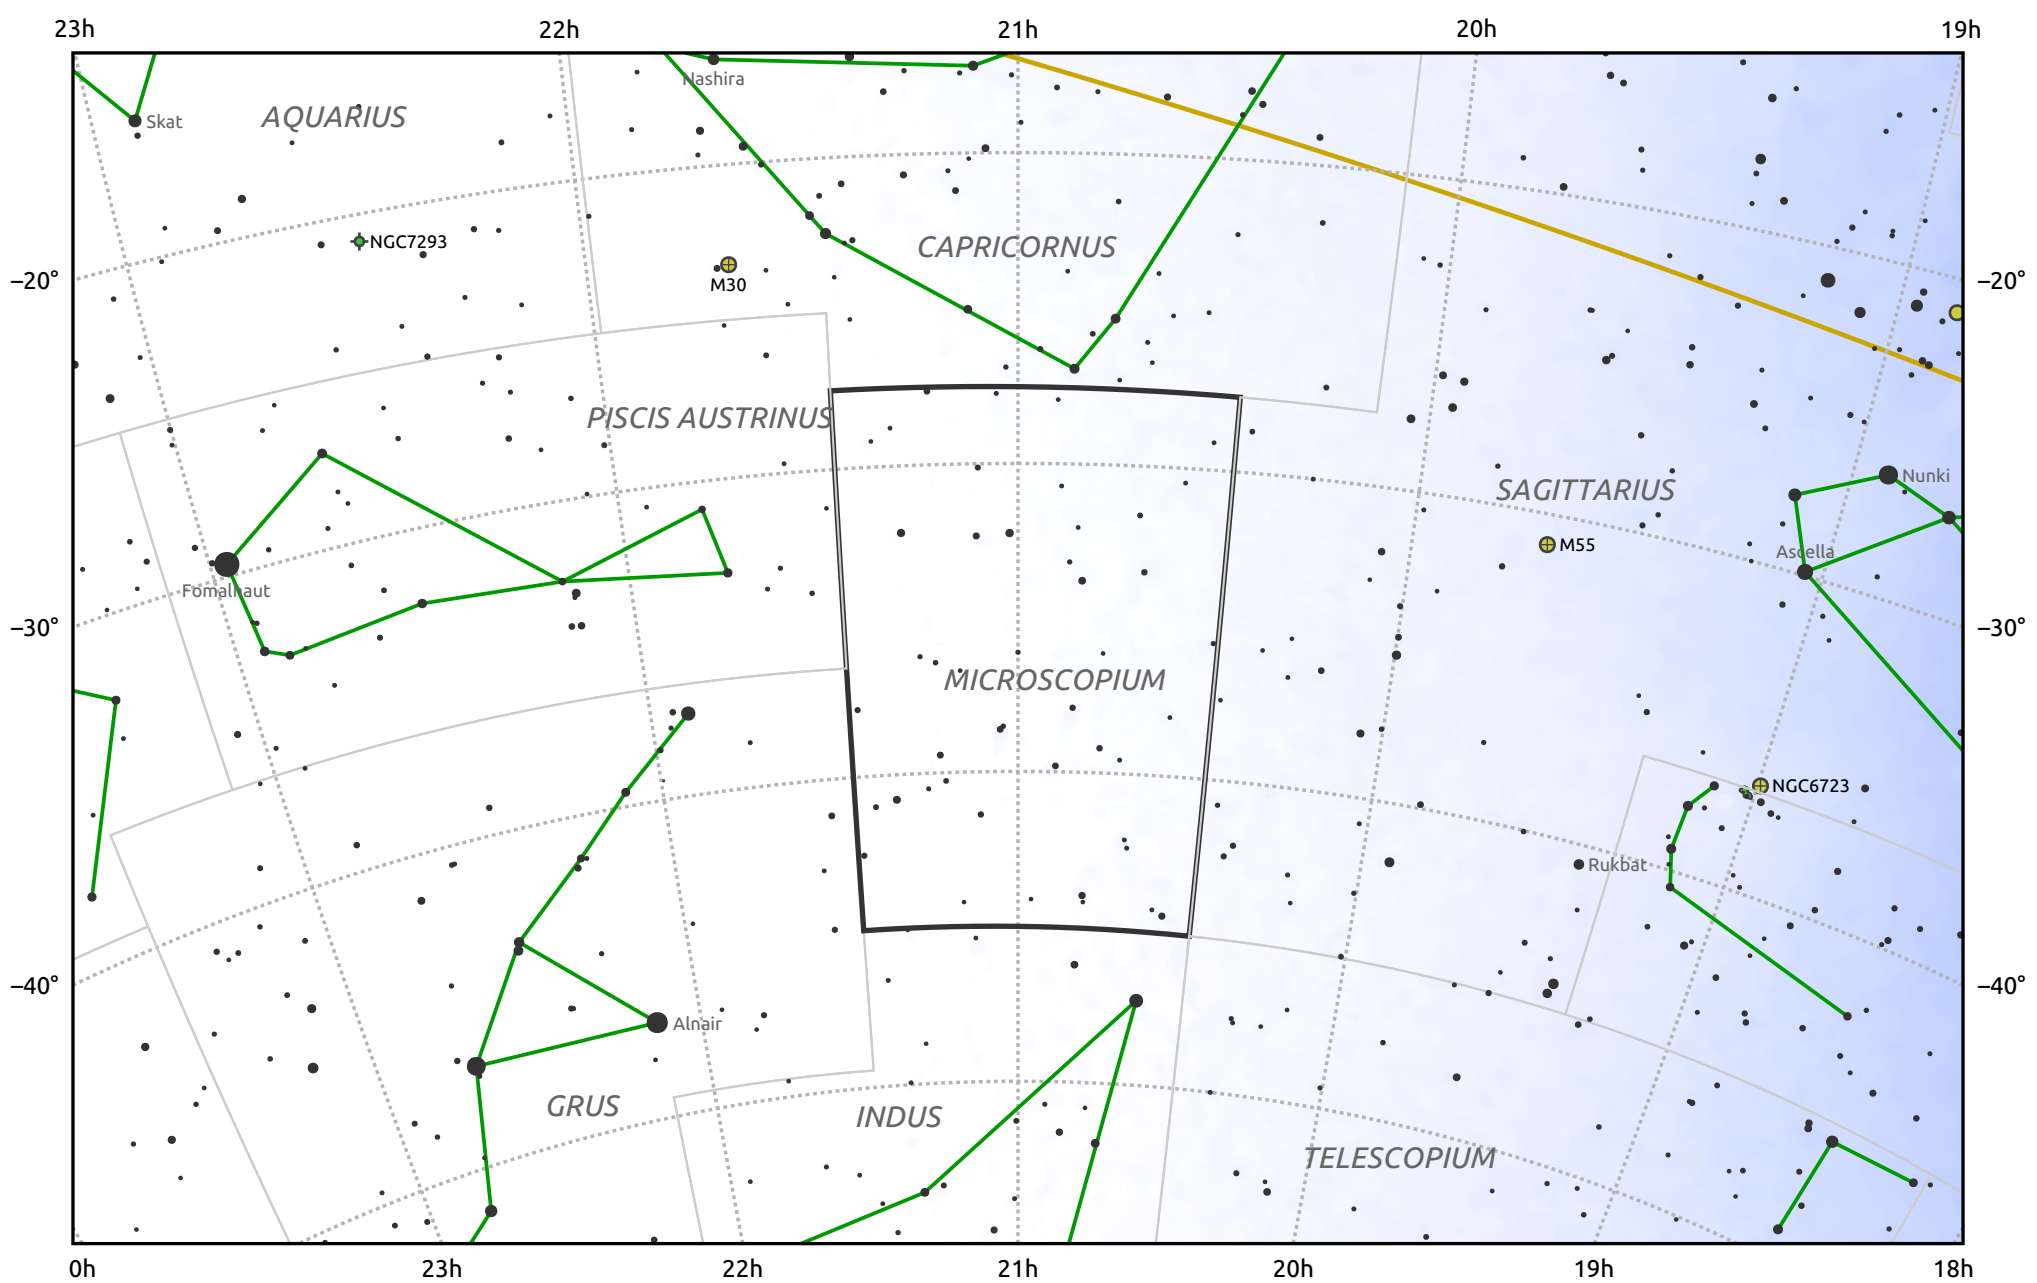 23h
22h
21h
20h
19h
Nashira
Skat
AQUARIUS
NGC7293
CAPRICORNUS
M30
−20°
−20°
PISCIS AUSTRINUS
Nunki
SAGITTARIUS
M55
Ascella
Fomalhaut
−30°
−30°
MICROSCOPIUM
NGC6723
Rukbat
−40°
−40°
Alnair
GRUS
INDUS
TELESCOPIUM
0h
23h
22h
21h
20h
19h
18h